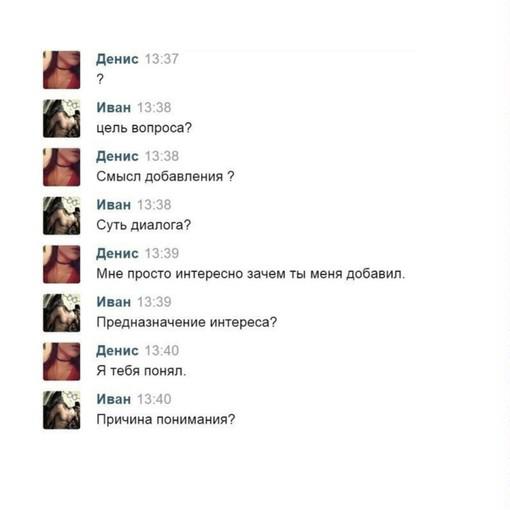 Денис 13:37
?
Иван 13:38
цель вопроса?
Денис 13:38
Смысл добавления ?
Иван 13:38
Суть диалога?
Денис 13:39
Мне просто интересно зачем ты меня добавил.
Иван 13:39
Предназначение интереса?
Денис 13:40
Я тебя понял.
Иван 13:40
Причина понимания?